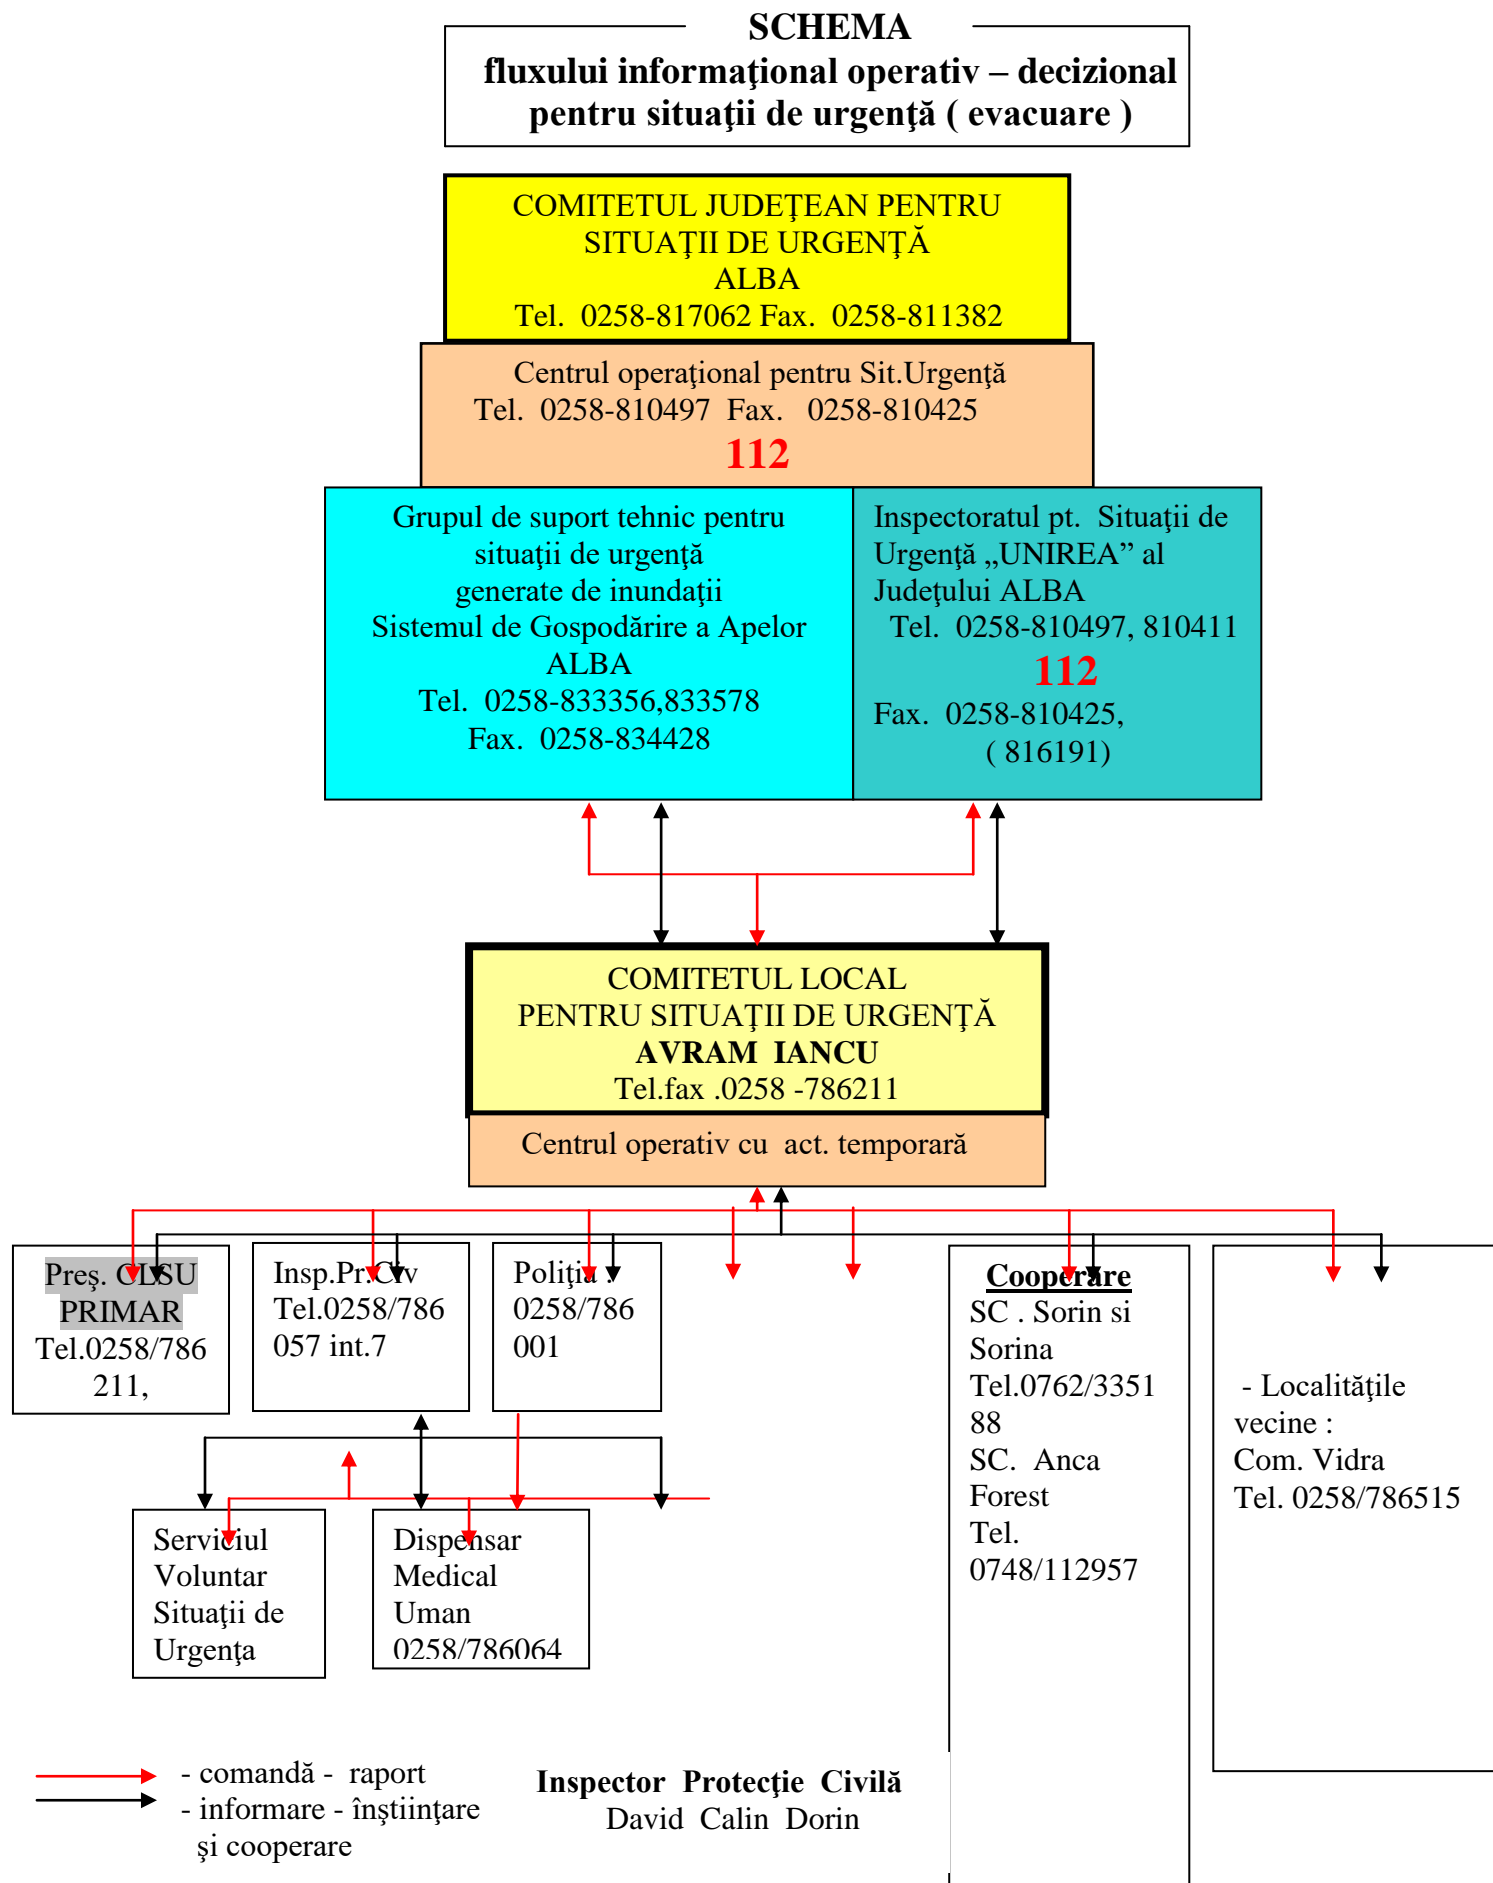 SCHEMA
fluxului informaţional operativ – decizional
pentru situaţii de urgenţă ( evacuare )
COMITETUL JUDEŢEAN PENTRU
SITUAŢII DE URGENŢĂ
ALBA
Tel. 0258-817062 Fax. 0258-811382
Centrul operaţional pentru Sit.Urgenţă
Tel. 0258-810497 Fax. 0258-810425
112
Grupul de suport tehnic pentru
situaţii de urgenţă
generate de inundaţii
Sistemul de Gospodărire a Apelor
ALBA
Tel. 0258-833356,833578
Fax. 0258-834428
Inspectoratul pt. Situaţii de
Urgenţă „UNIREA” al
Judeţului ALBA
Tel. 0258-810497, 810411
112
Fax. 0258-810425,
( 816191)
COMITETUL LOCAL
PENTRU SITUAŢII DE URGENŢĂ
AVRAM IANCU
Tel.fax .0258 -786211
Centrul operativ cu act. temporară
Preş. CLSU
PRIMAR
Tel.0258/786
211,
Insp.Pr.Civ
Tel.0258/786
057 int.7
Poliţia :
0258/786
001
Cooperare
SC . Sorin si
Sorina
Tel.0762/3351
88
SC. Anca
Forest
Tel.
0748/112957
- Localităţile
vecine :
Com. Vidra
Tel. 0258/786515
Serviciul
Voluntar
Situaţii de
Urgenţa
Dispensar
Medical
Uman
0258/786064
- comandă - raport
- informare - înştiinţare
şi cooperare
Inspector Protecţie Civilă
David Calin Dorin